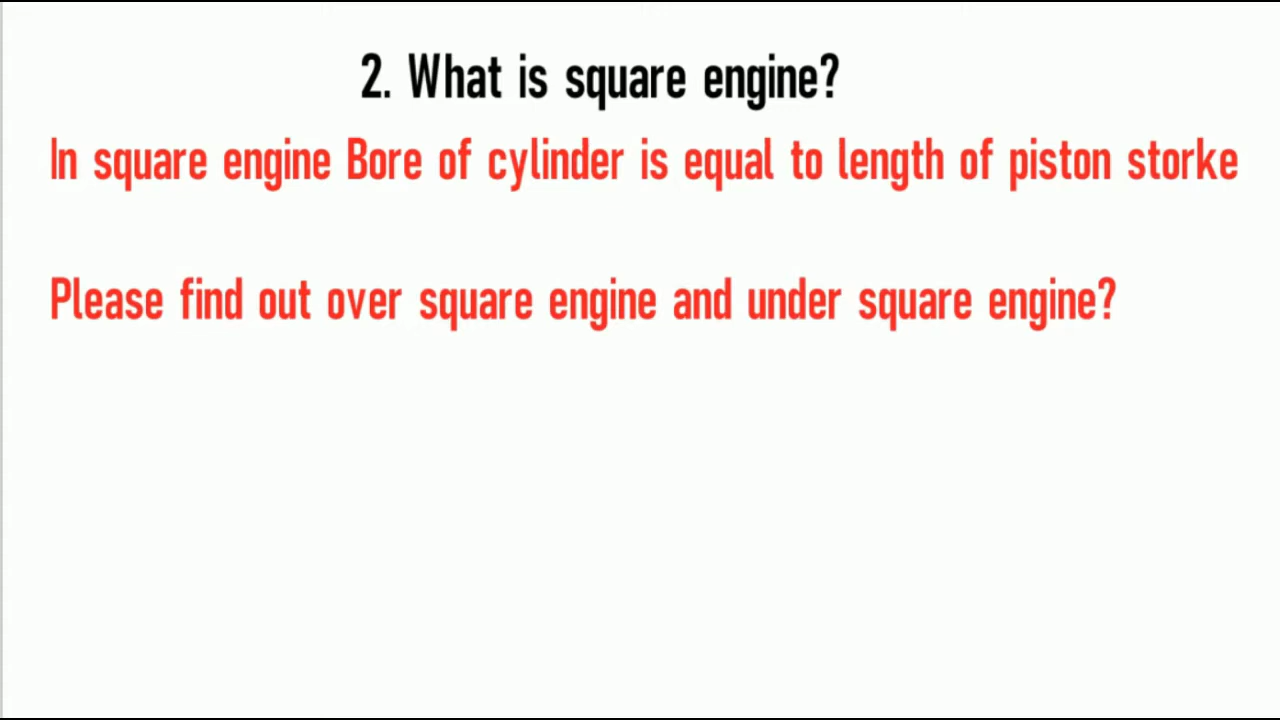 2. What is square engine?
In square engine Bore of cylinder is equal to length of piston storke
Please find out over square engine and under square engine?